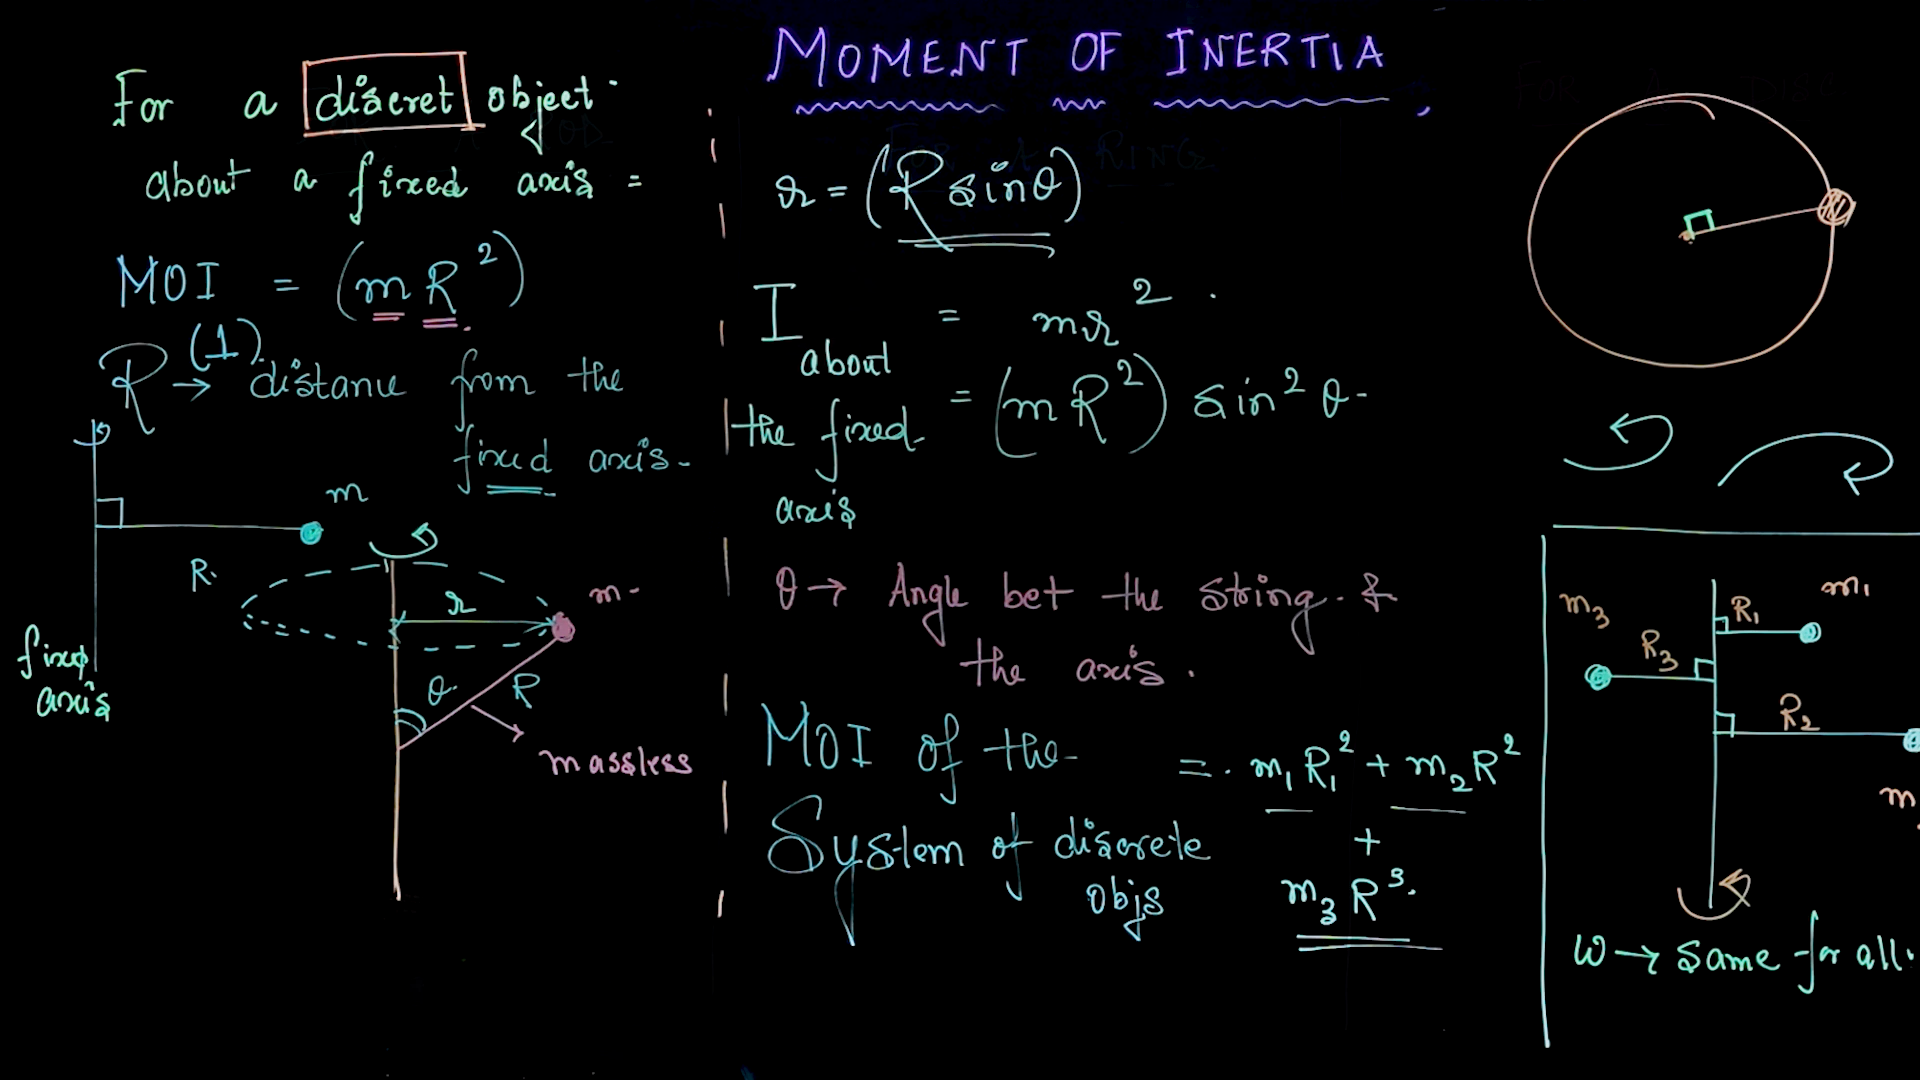 MOMENT OF INERTIA
For a discret object
about a fixed axis =
MOI = (mR²)
(1)
R → distance from the
fixed axis.
m
R.
fixed
axis
r
m.
θ.
R
massless
r = (R sinθ)
I about the fixed axis = mr².
= (mR²) sin²θ.
θ → Angle bet the string &
the axis.
MOI of the System of discrete objs = m₁R₁² + m₂R²
+
m₃R³.
m₃
R₁
m₁
R₃
R₂
m
ω → same for all.